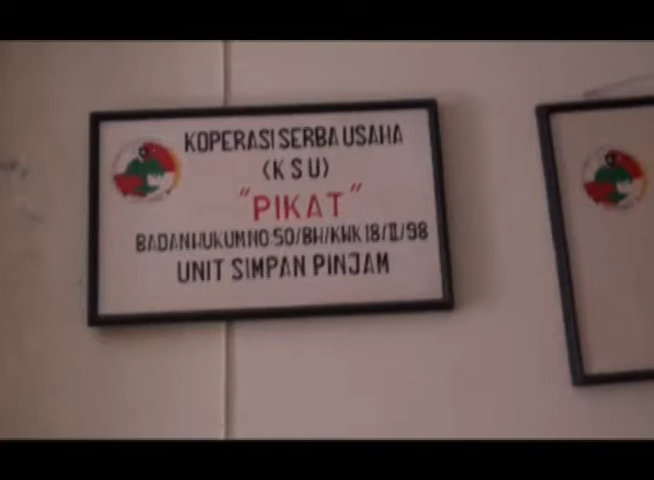 KOPERASI SERBA USAHA
(KSU)
"PIKAT"
BADAN HUKUM NO 50/BH/KWK 18/II/98
UNIT SIMPAN PINJAM